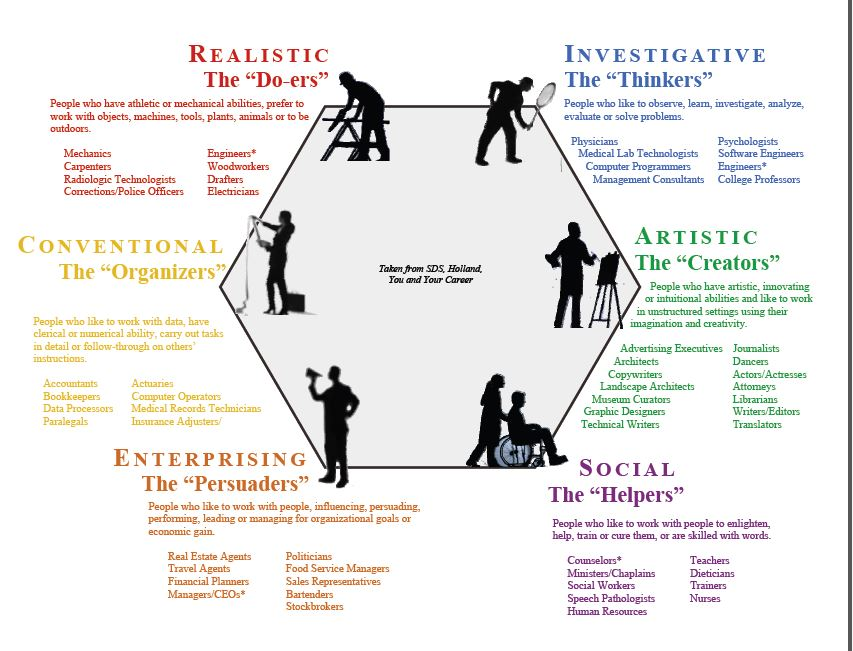 REALISTIC
The “Do-ers”
People who have athletic or mechanical abilities, prefer to
work with objects, machines, tools, plants, animals or to be
outdoors.
Mechanics
Carpenters
Radiologic Technologists
Corrections/Police Officers
Engineers*
Woodworkers
Drafters
Electricians
INVESTIGATIVE
The “Thinkers”
People who like to observe, learn, investigate, analyze,
evaluate or solve problems.
Physicians
Medical Lab Technologists
Computer Programmers
Management Consultants
Psychologists
Software Engineers
Engineers*
College Professors
CONVENTIONAL
The “Organizers”
People who like to work with data, have
clerical or numerical ability, carry out tasks
in detail or follow-through on others’
instructions.
Accountants
Bookkeepers
Data Processors
Paralegals
Actuaries
Computer Operators
Medical Records Technicians
Insurance Adjusters/
Taken from SDS, Holland,
You and Your Career
ARTISTIC
The “Creators”
People who have artistic, innovating
or intuitional abilities and like to work
in unstructured settings using their
imagination and creativity.
Advertising Executives
Architects
Copywriters
Landscape Architects
Museum Curators
Graphic Designers
Technical Writers
Journalists
Dancers
Actors/Actresses
Attorneys
Librarians
Writers/Editors
Translators
ENTERPRISING
The “Persuaders”
People who like to work with people, influencing, persuading,
performing, leading or managing for organizational goals or
economic gain.
Real Estate Agents
Travel Agents
Financial Planners
Managers/CEOs*
Politicians
Food Service Managers
Sales Representatives
Bartenders
Stockbrokers
SOCIAL
The “Helpers”
People who like to work with people to enlighten,
help, train or cure them, or are skilled with words.
Counselors*
Ministers/Chaplains
Social Workers
Speech Pathologists
Human Resources
Teachers
Dieticians
Trainers
Nurses